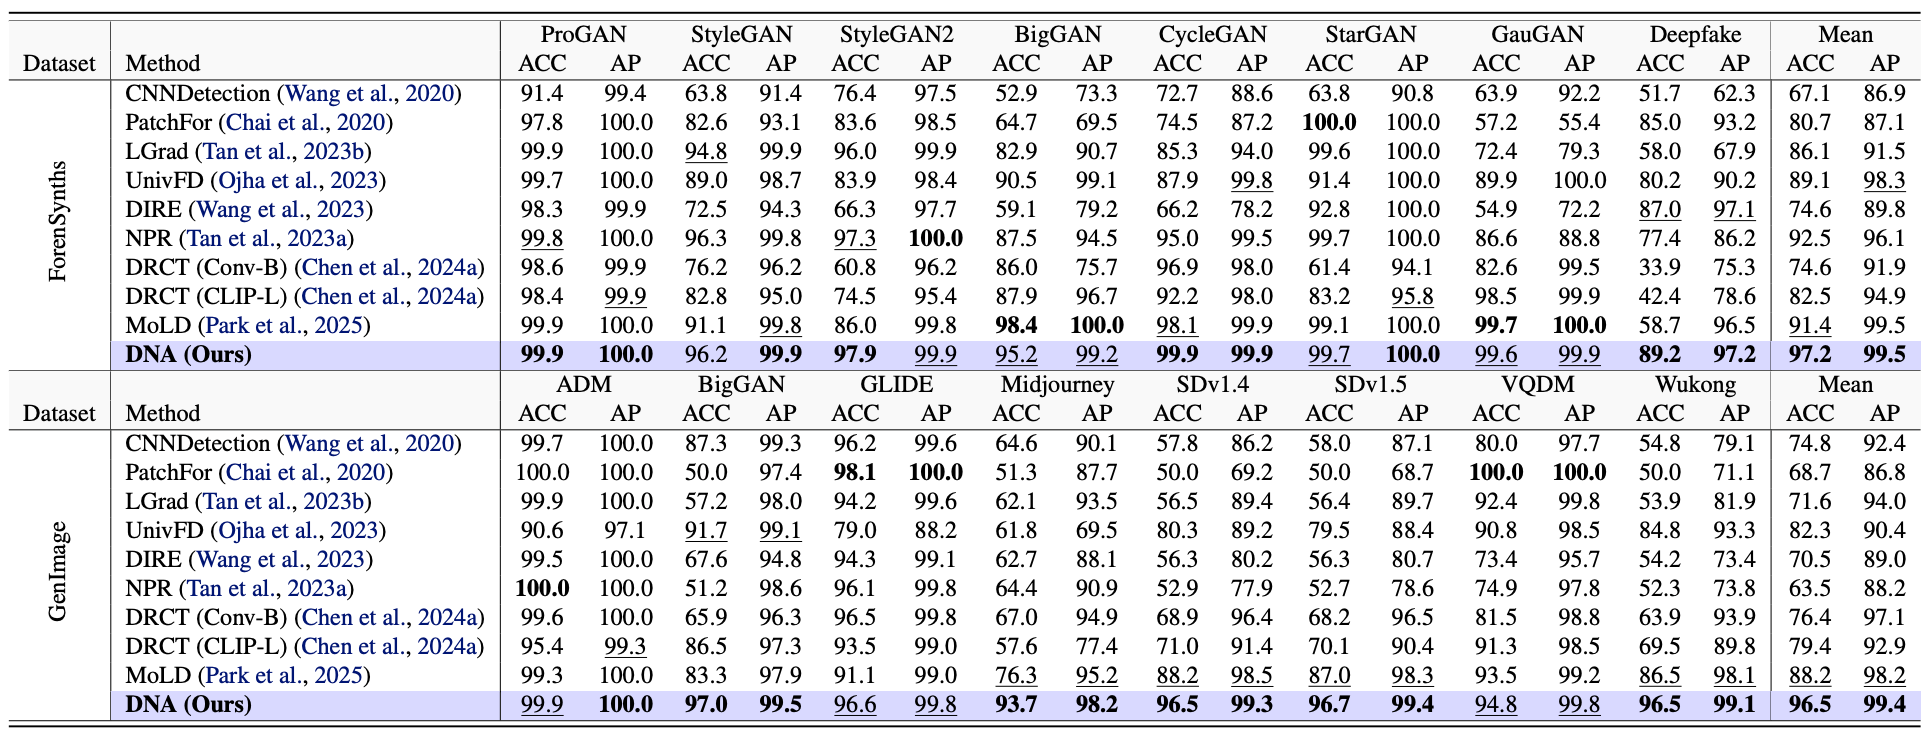 ProGAN StyleGAN StyleGAN2 BigGAN CycleGAN StarGAN GauGAN Deepfake Mean
Dataset Method ACC AP ACC AP ACC AP ACC AP ACC AP ACC AP ACC AP ACC AP ACC AP
ForenSynths
CNNDetection (Wang et al., 2020) 91.4 99.4 63.8 91.4 76.4 97.5 52.9 73.3 72.7 88.6 63.8 90.8 63.9 92.2 51.7 62.3 67.1 86.9
PatchFor (Chai et al., 2020) 97.8 100.0 82.6 93.1 83.6 98.5 64.7 69.5 74.5 87.2 100.0 100.0 57.2 55.4 85.0 93.2 80.7 87.1
LGrad (Tan et al., 2023b) 99.9 100.0 94.8 99.9 96.0 99.9 82.9 90.7 85.3 94.0 99.6 100.0 72.4 79.3 58.0 67.9 86.1 91.5
UnivFD (Ojha et al., 2023) 99.7 100.0 89.0 98.7 83.9 98.4 90.5 99.1 87.9 99.8 91.4 100.0 89.9 100.0 80.2 90.2 89.1 98.3
DIRE (Wang et al., 2023) 98.3 99.9 72.5 94.3 66.3 97.7 59.1 79.2 66.2 78.2 92.8 100.0 54.9 72.2 87.0 97.1 74.6 89.8
NPR (Tan et al., 2023a) 99.8 100.0 96.3 99.8 97.3 100.0 87.5 94.5 95.0 99.5 99.7 100.0 86.6 88.8 77.4 86.2 92.5 96.1
DRCT (Conv-B) (Chen et al., 2024a) 98.6 99.9 76.2 96.2 60.8 96.2 86.0 75.7 96.9 98.0 61.4 94.1 82.6 99.5 33.9 75.3 74.6 91.9
DRCT (CLIP-L) (Chen et al., 2024a) 98.4 99.9 82.8 95.0 74.5 95.4 87.9 96.7 92.2 98.0 83.2 95.8 98.5 99.9 42.4 78.6 82.5 94.9
MoLD (Park et al., 2025) 99.9 100.0 91.1 99.8 86.0 99.8 98.4 100.0 98.1 99.9 99.1 100.0 99.7 100.0 58.7 96.5 91.4 99.5
DNA (Ours) 99.9 100.0 96.2 99.9 97.9 99.9 95.2 99.2 99.9 99.9 99.7 100.0 99.6 99.9 89.2 97.2 97.2 99.5
ADM BigGAN GLIDE Midjourney SDv1.4 SDv1.5 VQDM Wukong Mean
Dataset Method ACC AP ACC AP ACC AP ACC AP ACC AP ACC AP ACC AP ACC AP ACC AP
GenImage
CNNDetection (Wang et al., 2020) 99.7 100.0 87.3 99.3 96.2 99.6 64.6 90.1 57.8 86.2 58.0 87.1 80.0 97.7 54.8 79.1 74.8 92.4
PatchFor (Chai et al., 2020) 100.0 100.0 50.0 97.4 98.1 100.0 51.3 87.7 50.0 69.2 50.0 68.7 100.0 100.0 50.0 71.1 68.7 86.8
LGrad (Tan et al., 2023b) 99.9 100.0 57.2 98.0 94.2 99.6 62.1 93.5 56.5 89.4 56.4 89.7 92.4 99.8 53.9 81.9 71.6 94.0
UnivFD (Ojha et al., 2023) 90.6 97.1 91.7 99.1 79.0 88.2 61.8 69.5 80.3 89.2 79.5 88.4 90.8 98.5 84.8 93.3 82.3 90.4
DIRE (Wang et al., 2023) 99.5 100.0 67.6 94.8 94.3 99.1 62.7 88.1 56.3 80.2 56.3 80.7 73.4 95.7 54.2 73.4 70.5 89.0
NPR (Tan et al., 2023a) 100.0 100.0 51.2 98.6 96.1 99.8 64.4 90.9 52.9 77.9 52.7 78.6 74.9 97.8 52.3 73.8 63.5 88.2
DRCT (Conv-B) (Chen et al., 2024a) 99.6 100.0 65.9 96.3 96.5 99.8 67.0 94.9 68.9 96.4 68.2 96.5 81.5 98.8 63.9 93.9 76.4 97.1
DRCT (CLIP-L) (Chen et al., 2024a) 95.4 99.3 86.5 97.3 93.5 99.0 57.6 77.4 71.0 91.4 70.1 90.4 91.3 98.5 69.5 89.8 79.4 92.9
MoLD (Park et al., 2025) 99.3 100.0 83.3 97.9 91.1 99.0 76.3 95.2 88.2 98.5 87.0 98.3 93.5 99.2 86.5 98.1 88.2 98.2
DNA (Ours) 99.9 100.0 97.0 99.5 96.6 99.8 93.7 98.2 96.5 99.3 96.7 99.4 94.8 99.8 96.5 99.1 96.5 99.4